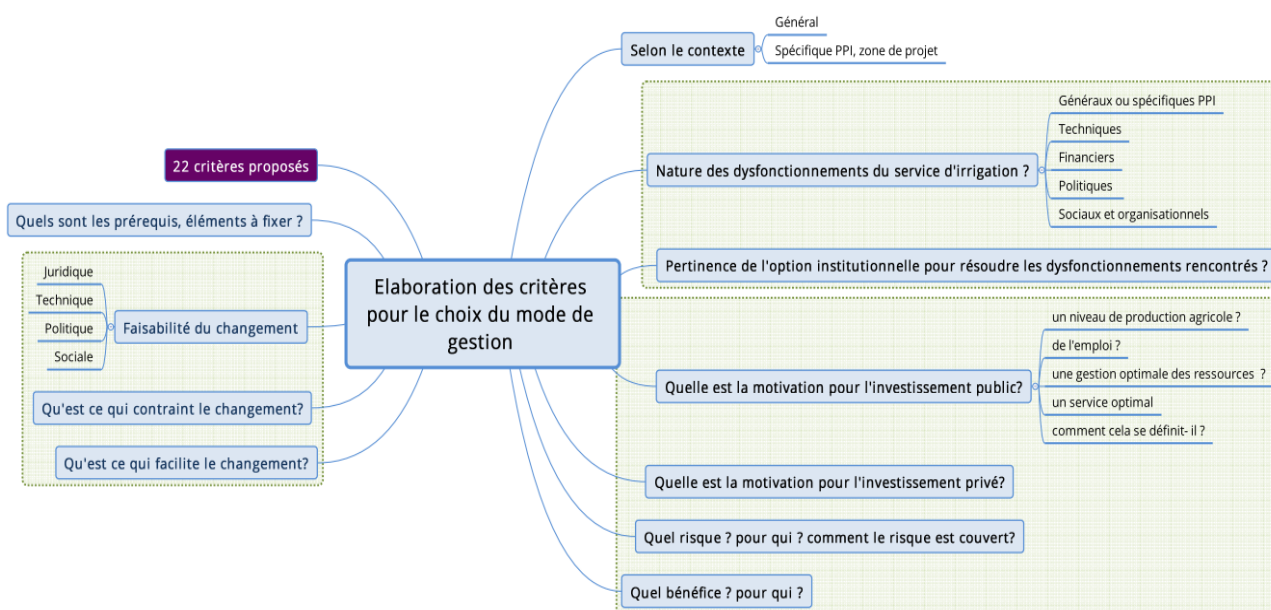 Elaboration des critères
pour le choix du mode de
gestion
Selon le contexte
Général
Spécifique PPI, zone de projet
Nature des dysfonctionnements du service d'irrigation ?
Généraux ou spécifiques PPI
Techniques
Financiers
Politiques
Sociaux et organisationnels
Pertinence de l'option institutionnelle pour résoudre les dysfonctionnements rencontrés ?
Quelle est la motivation pour l'investissement public?
un niveau de production agricole ?
de l'emploi ?
une gestion optimale des ressources ?
un service optimal
comment cela se définit- il ?
Quelle est la motivation pour l'investissement privé?
Quel risque ? pour qui ? comment le risque est couvert?
Quel bénéfice ? pour qui ?
22 critères proposés
Quels sont les prérequis, éléments à fixer ?
Faisabilité du changement
Juridique
Technique
Politique
Sociale
Qu'est ce qui contraint le changement?
Qu'est ce qui facilite le changement?